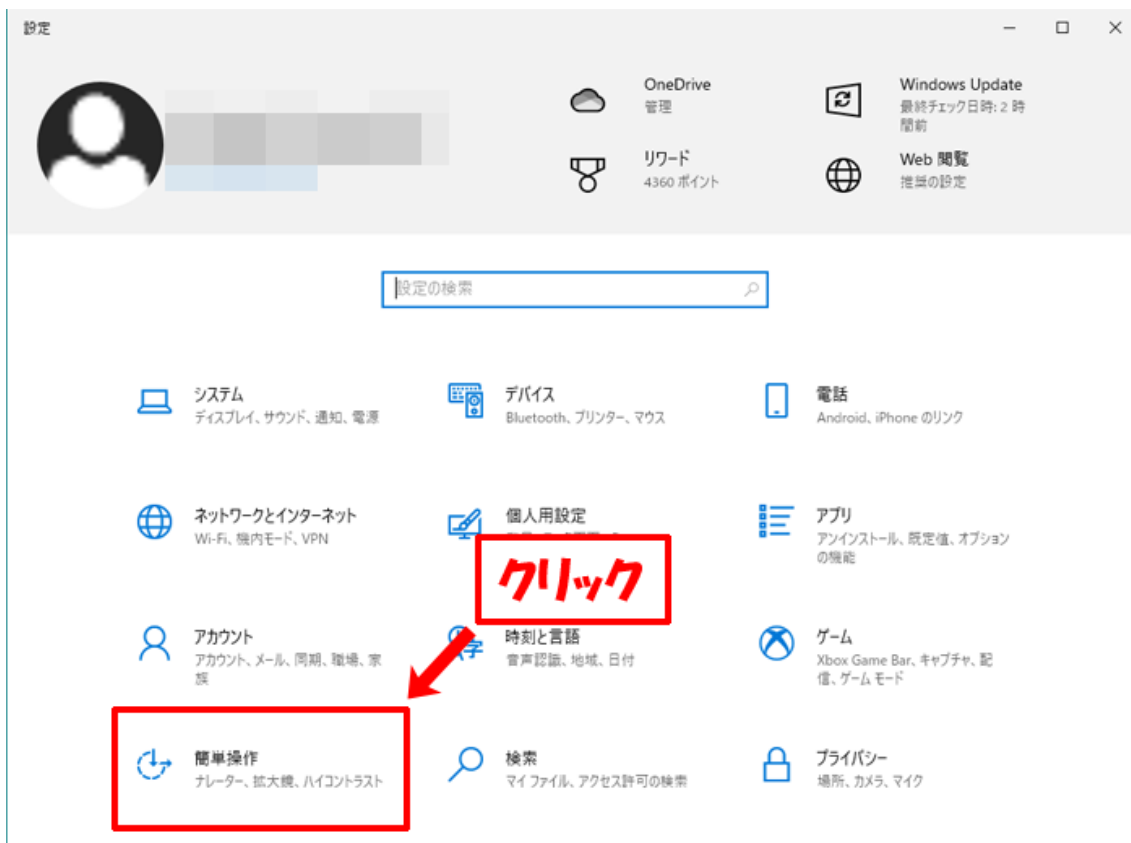 設定
OneDrive
管理
Windows Update
最終チェック日時: 2 時
間前
リワード
4360 ポイント
Web 閲覧
推奨の設定
設定の検索
システム
ディスプレイ、サウンド、通知、電源
デバイス
Bluetooth、プリンター、マウス
電話
Android、iPhone のリンク
ネットワークとインターネット
Wi-Fi、機内モード、VPN
個人用設定
アプリ
アンインストール、既定値、オプション
の機能
クリック
アカウント
アカウント、メール、同期、職場、家
族
時刻と言語
音声認識、地域、日付
ゲーム
Xbox Game Bar、キャプチャ、配
信、ゲーム モード
簡単操作
ナレーター、拡大鏡、ハイコントラスト
検索
マイ ファイル、アクセス許可の検索
プライバシー
場所、カメラ、マイク